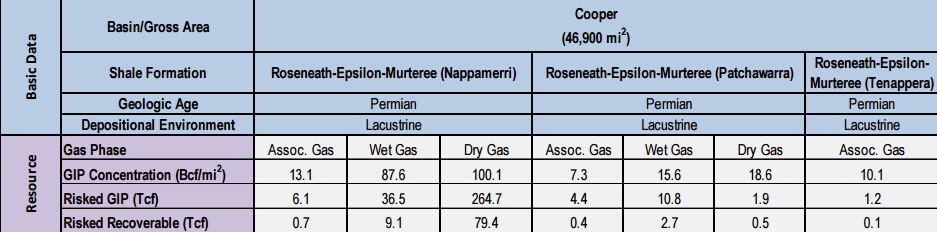 Basic Data
Basin/Gross Area
Cooper
(46,900 mi²)
Shale Formation
Roseneath-Epsilon-Murteree (Nappamerri)
Roseneath-Epsilon-Murteree (Patchawarra)
Roseneath-Epsilon-
Murteree (Tenappera)
Geologic Age
Permian
Permian
Permian
Depositional Environment
Lacustrine
Lacustrine
Lacustrine
Resource
Gas Phase
Assoc. Gas
Wet Gas
Dry Gas
Assoc. Gas
Wet Gas
Dry Gas
Assoc. Gas
GIP Concentration (Bcf/mi²)
13.1
87.6
100.1
7.3
15.6
18.6
10.1
Risked GIP (Tcf)
6.1
36.5
264.7
4.4
10.8
1.9
1.2
Risked Recoverable (Tcf)
0.7
9.1
79.4
0.4
2.7
0.5
0.1